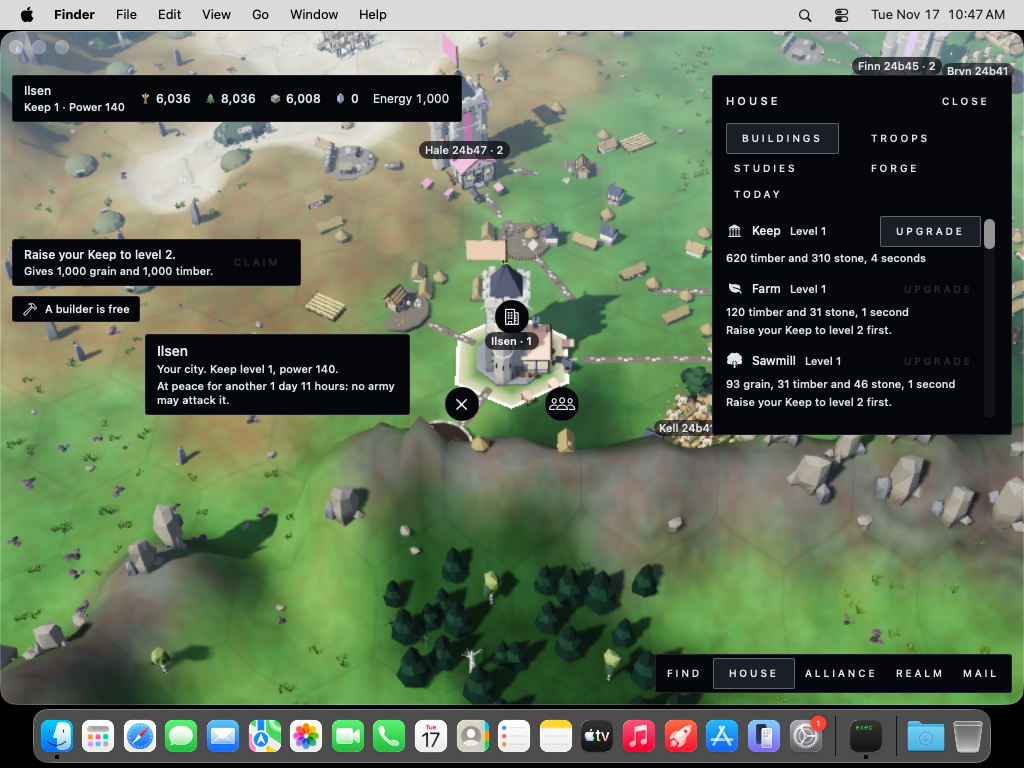 Finder File Edit View Go Window Help
Tue Nov 17 10:47 AM
Finn 24b45 · 2
Bryn 24b41
Ilsen
Keep 1 · Power 140
6,036 8,036 6,008 0 Energy 1,000
Hale 24b47 · 2
HOUSE CLOSE
BUILDINGS TROOPS
STUDIES FORGE
TODAY
Keep Level 1 UPGRADE
620 timber and 310 stone, 4 seconds
Farm Level 1 UPGRADE
120 timber and 31 stone, 1 second
Raise your Keep to level 2 first.
Sawmill Level 1 UPGRADE
93 grain, 31 timber and 46 stone, 1 second
Raise your Keep to level 2 first.
Raise your Keep to level 2.
Gives 1,000 grain and 1,000 timber.
CLAIM
A builder is free
Ilsen · 1
Ilsen
Your city. Keep level 1, power 140.
At peace for another 1 day 11 hours: no army
may attack it.
Kell 24b41
FIND HOUSE ALLIANCE REALM MAIL
Tue
17
tv
1
exec